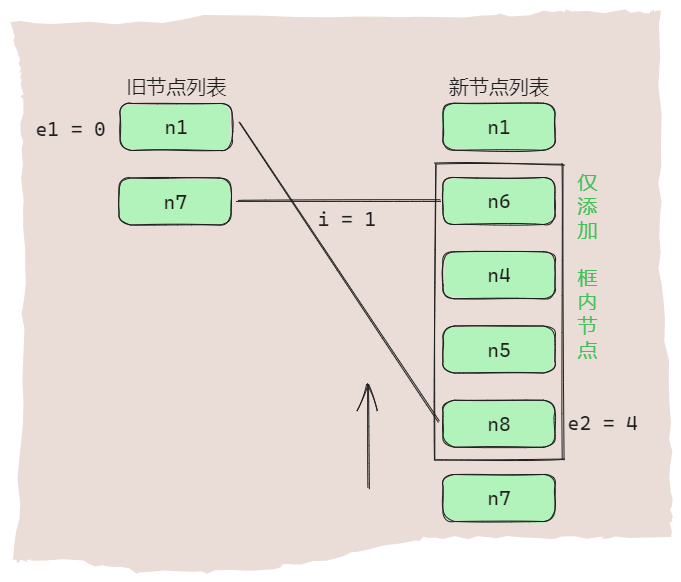 旧节点列表
新节点列表
e1 = 0
n1
n1
n7
n6
i = 1
n4
n5
n8
e2 = 4
n7
仅添加 框内节点